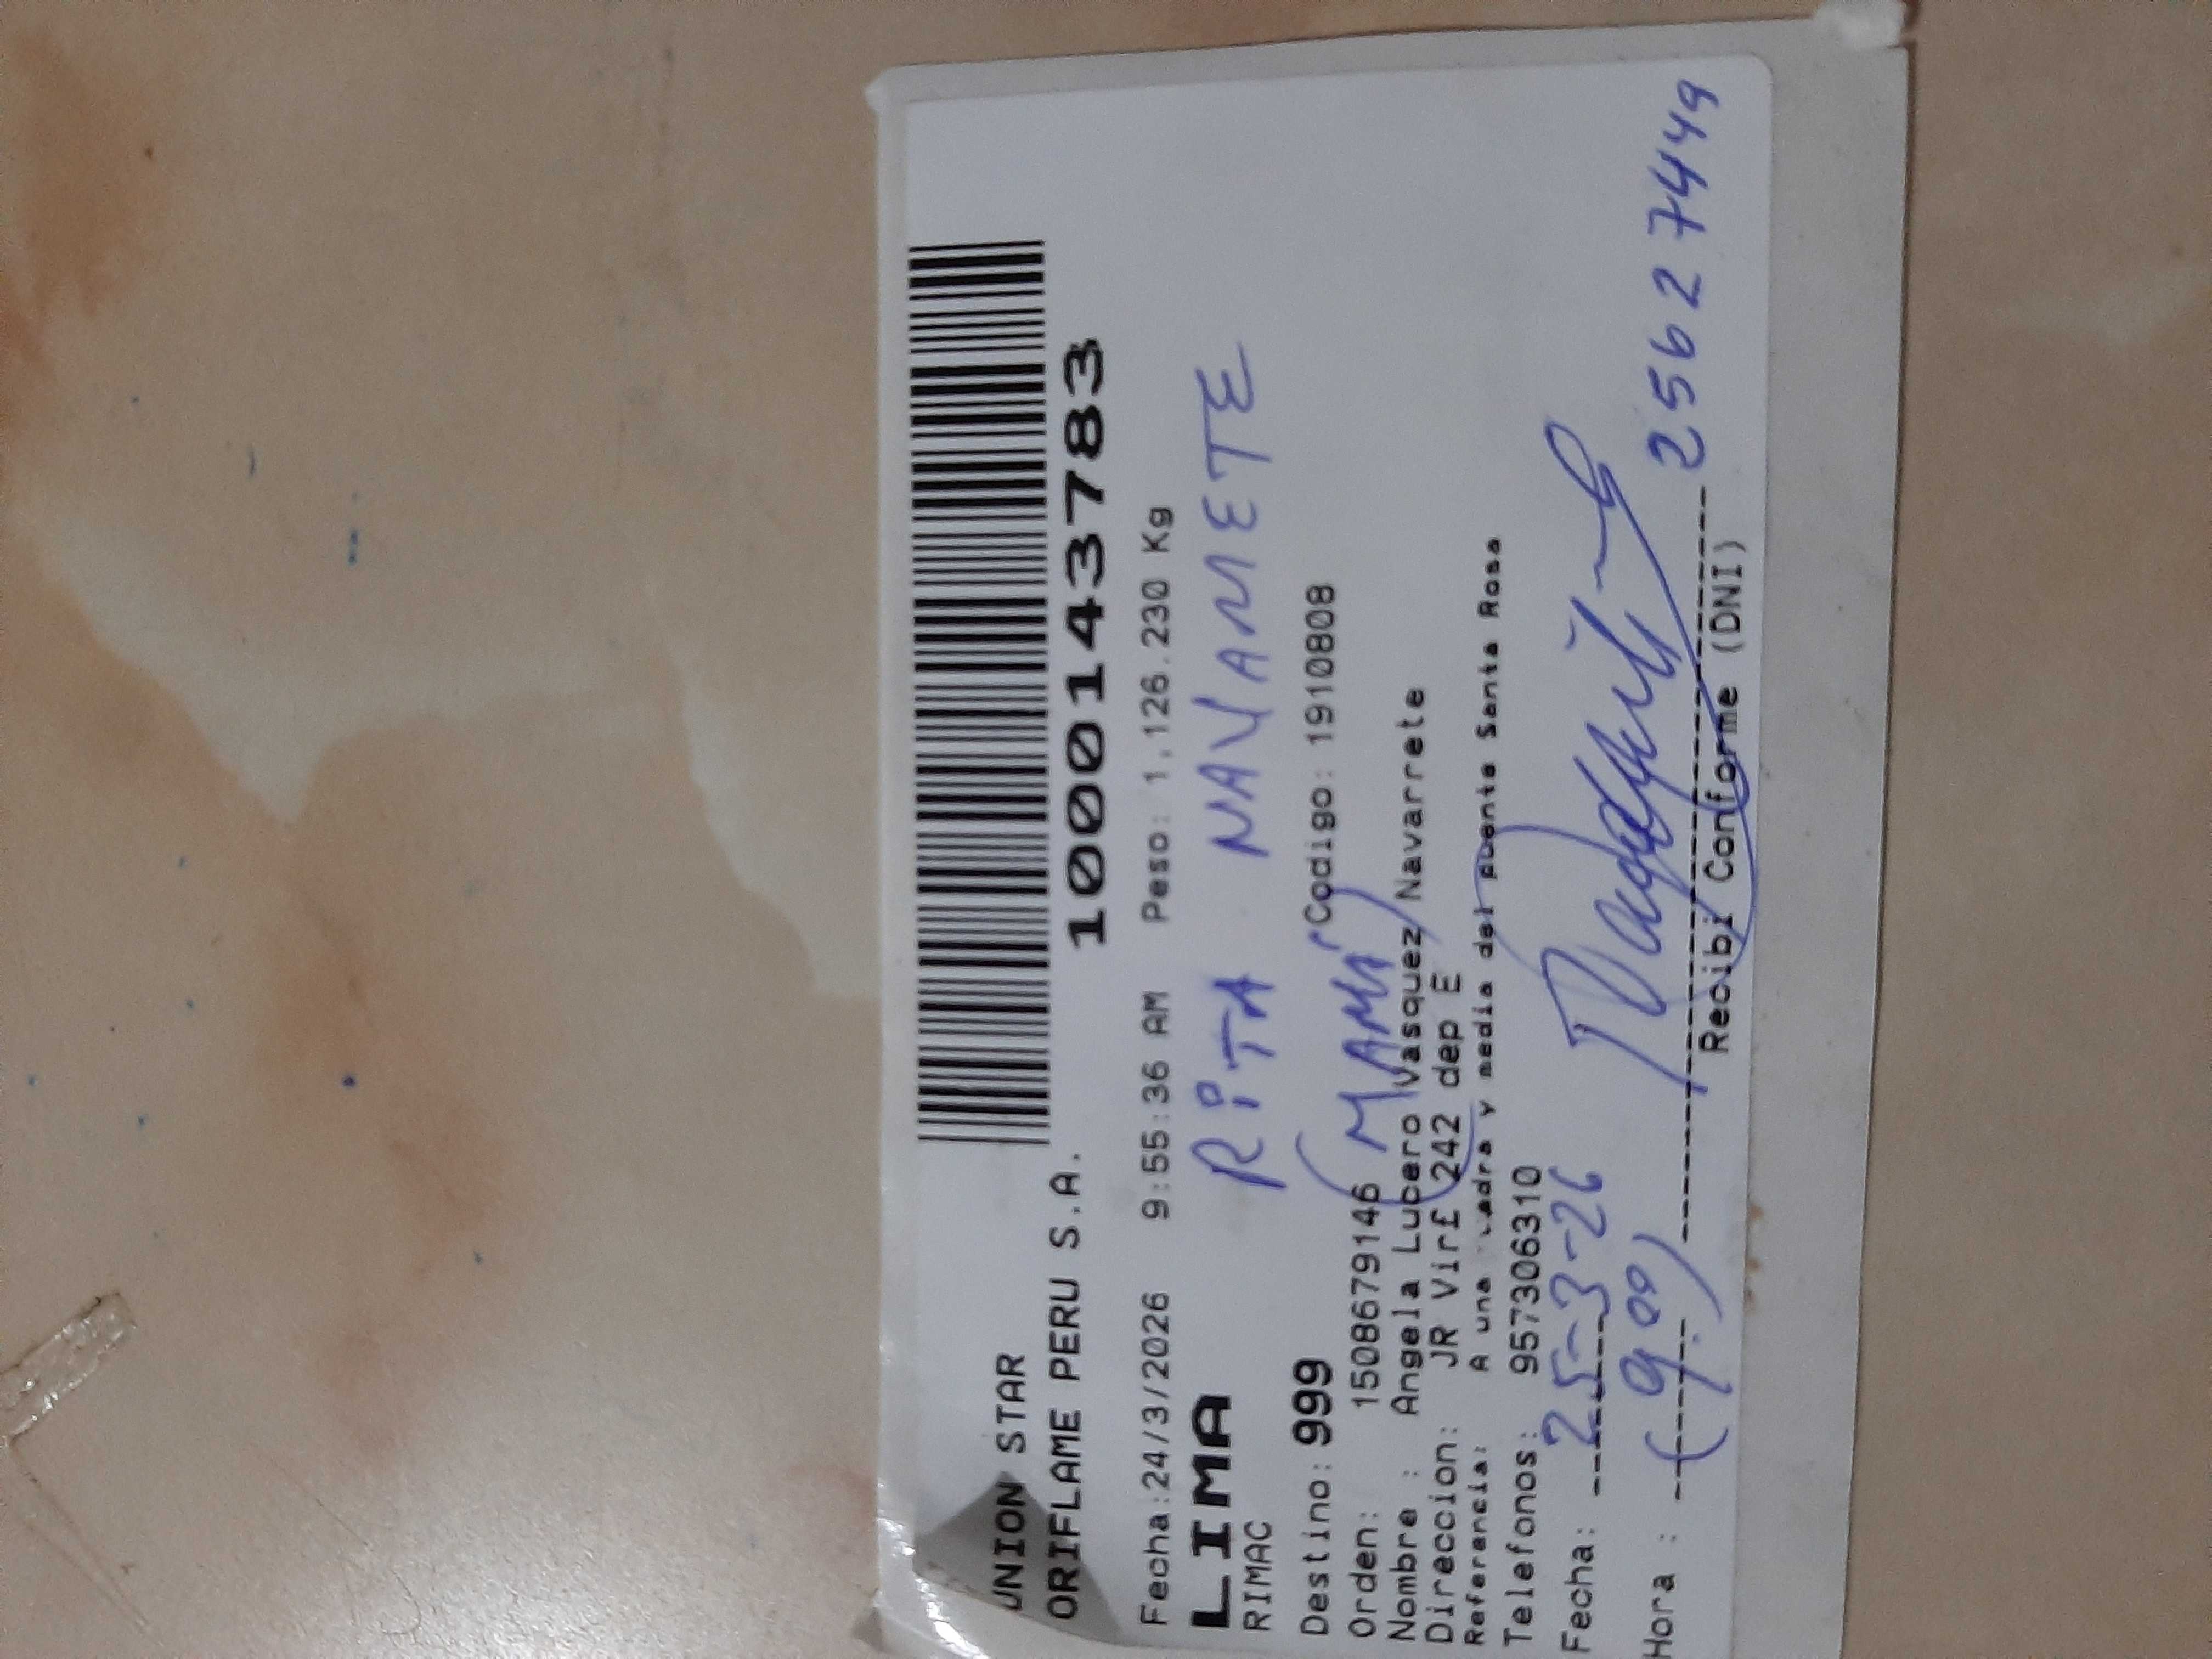 UNION STAR
ORIFLAME PERU S.A.
10001437783
Fecha:24/3/2026 9:55:36 AM Peso: 1,126.230 Kg
LIMA RITA NAVARRETE
RIMAC
Destino: 999 (MAMÁ) Codigo: 1910808
Orden: 1508679146
Nombre : Angela Lucero Vasquez Navarrete
Direccion: JR Vir£ 242 dep E
Referencia: A una cuadra y media del puente Santa Rosa
Telefonos: 957306310
Fecha: 25-3-26
Hora : (9:00) 25627449
Recibi Conforme (DNI)